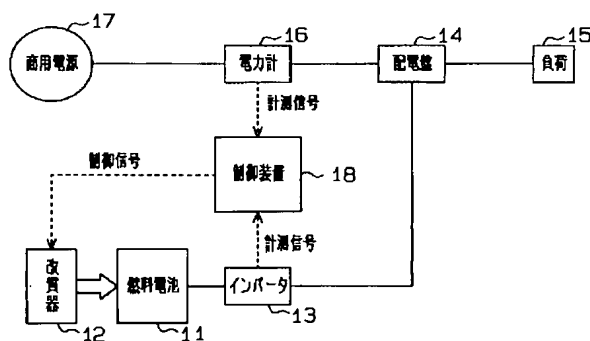 17
商用電源
16
電力計
14
配電盤
15
負荷
計測信号
制御信号
制御装置
18
計測信号
改質器
12
燃料電池
11
インバータ
13